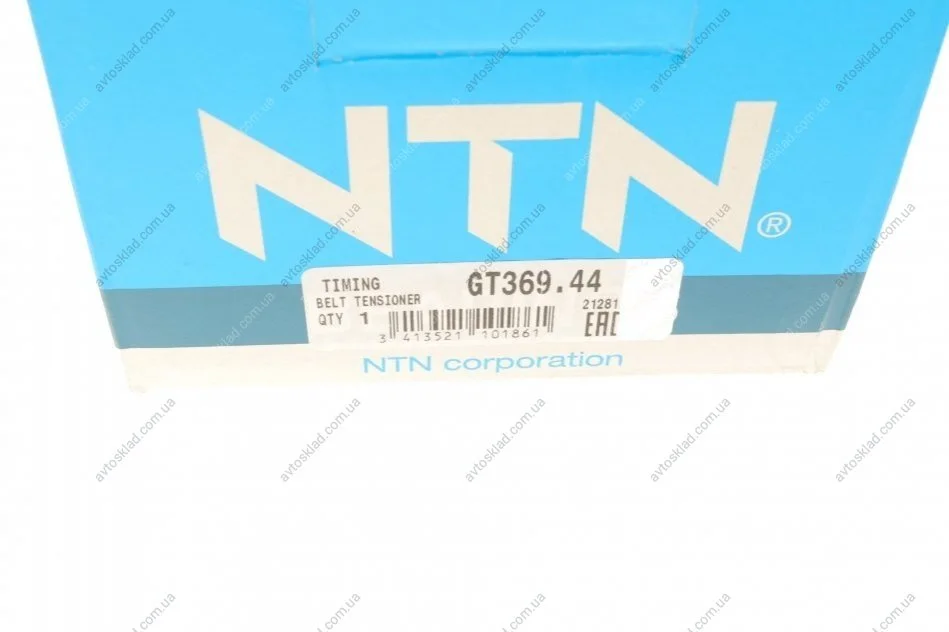 NTN®
TIMING GT369.44
BELT TENSIONER 21281
QTY 1 EAC
3 413521 101861
NTN corporation
avtosklad.com.ua